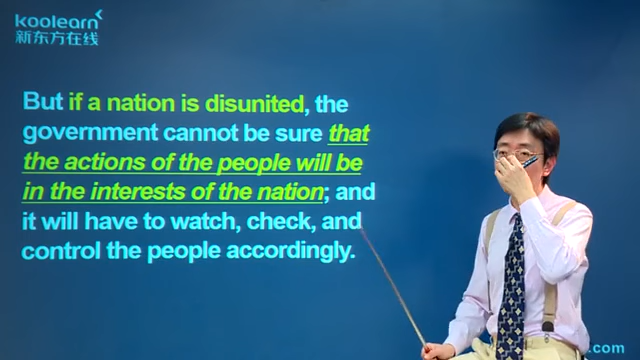 koolearn
新东方在线
But if a nation is disunited, the
government cannot be sure that
the actions of the people will be
in the interests of the nation; and
it will have to watch, check, and
control the people accordingly.
.com